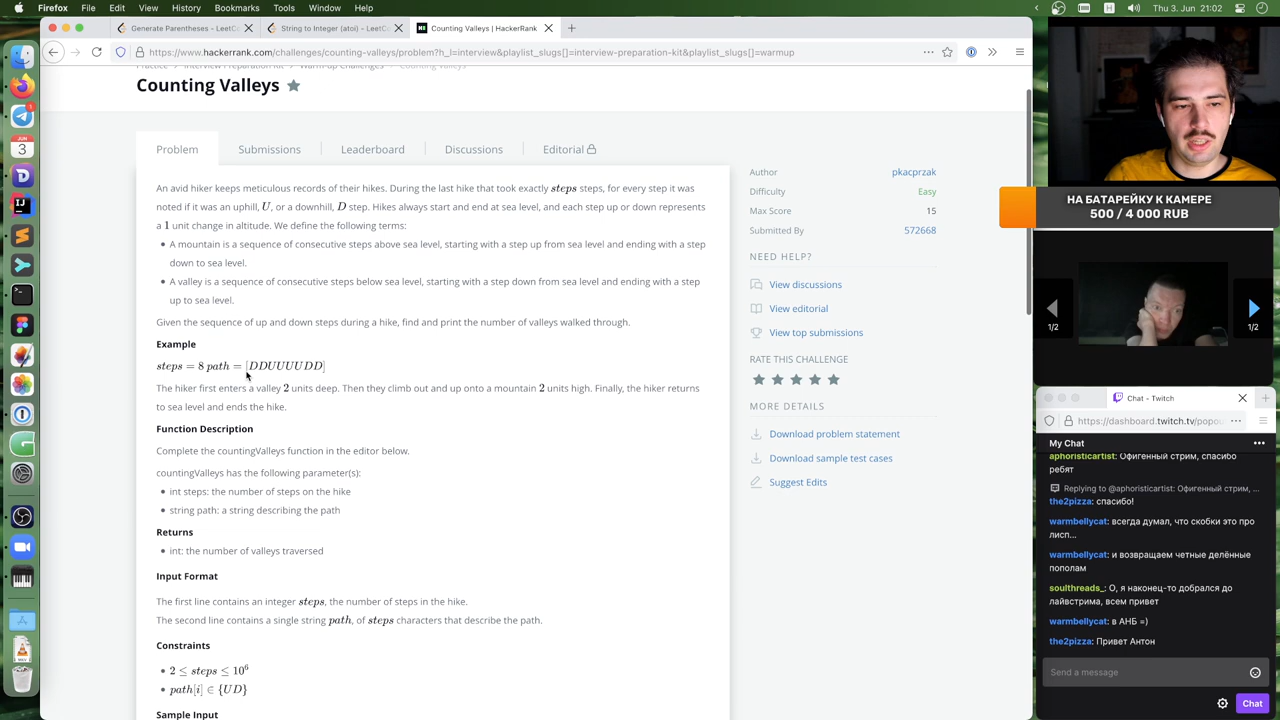 Firefox File Edit View History Bookmarks Tools Window Help
Generate Parentheses - LeetC
String to Integer (atoi) - LeetCo
Counting Valleys | HackerRank
https://www.hackerrank.com/challenges/counting-valleys/problem?h_l=interview&playlist_slugs[]=interview-preparation-kit&playlist_slugs[]=warmup
Practice > Interview Preparation Kit > Warm-up Challenges > Counting Valleys
Counting Valleys
Problem
Submissions
Leaderboard
Discussions
Editorial
An avid hiker keeps meticulous records of their hikes. During the last hike that took exactly steps steps, for every step it was
noted if it was an uphill, U, or a downhill, D step. Hikes always start and end at sea level, and each step up or down represents
a 1 unit change in altitude. We define the following terms:
• A mountain is a sequence of consecutive steps above sea level, starting with a step up from sea level and ending with a step
down to sea level.
• A valley is a sequence of consecutive steps below sea level, starting with a step down from sea level and ending with a step
up to sea level.
Given the sequence of up and down steps during a hike, find and print the number of valleys walked through.
Example
steps = 8 path = [DDUUUUDD]
The hiker first enters a valley 2 units deep. Then they climb out and up onto a mountain 2 units high. Finally, the hiker returns
to sea level and ends the hike.
Function Description
Complete the countingValleys function in the editor below.
countingValleys has the following parameter(s):
• int steps: the number of steps on the hike
• string path: a string describing the path
Returns
• int: the number of valleys traversed
Input Format
The first line contains an integer steps, the number of steps in the hike.
The second line contains a single string path, of steps characters that describe the path.
Constraints
• 2 ≤ steps ≤ 10⁶
• path[i] ∈ {UD}
Sample Input
Author pkacprzak
Difficulty Easy
Max Score 15
Submitted By 572668
NEED HELP?
View discussions
View editorial
View top submissions
RATE THIS CHALLENGE
MORE DETAILS
Download problem statement
Download sample test cases
Suggest Edits
JUN
3
НА БАТАРЕЙКУ К КАМЕРЕ
500 / 4 000 RUB
1/2
1/2
Chat - Twitch
https://dashboard.twitch.tv/popou
My Chat
aphoristicartist: Офигенный стрим, спасибо
ребят
Replying to @aphoristicartist: Офигенный стрим, ...
the2pizza: спасибо!
warmbellycat: всегда думал, что скобки это про
лисп...
warmbellycat: и возвращаем четные делённые
пополам
soulthreads_: О, я наконец-то добрался до
лайвстрима, всем привет
warmbellycat: в АНБ =)
the2pizza: Привет Антон
Send a message
Chat